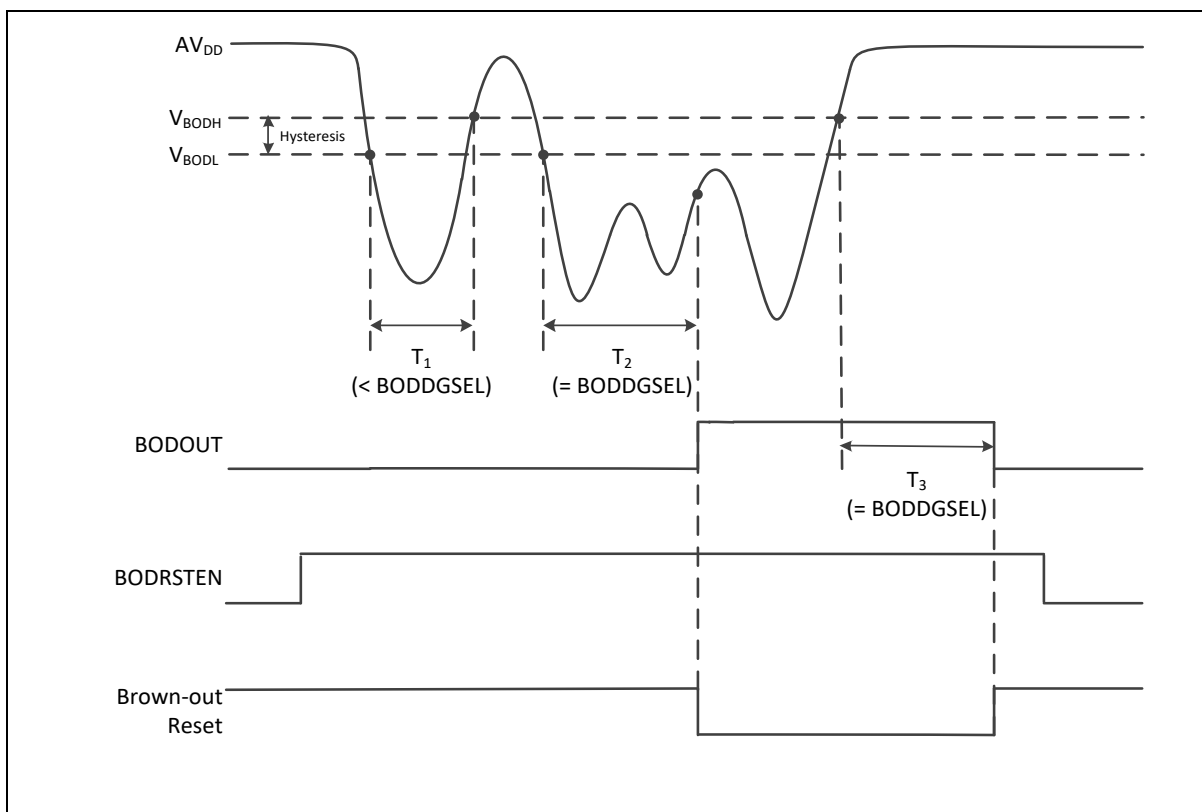 AVDD
VBODH
Hysteresis
VBODL
T1
(< BODDGSEL)
T2
(= BODDGSEL)
BODOUT
T3
(= BODDGSEL)
BODRSTEN
Brown-out
Reset